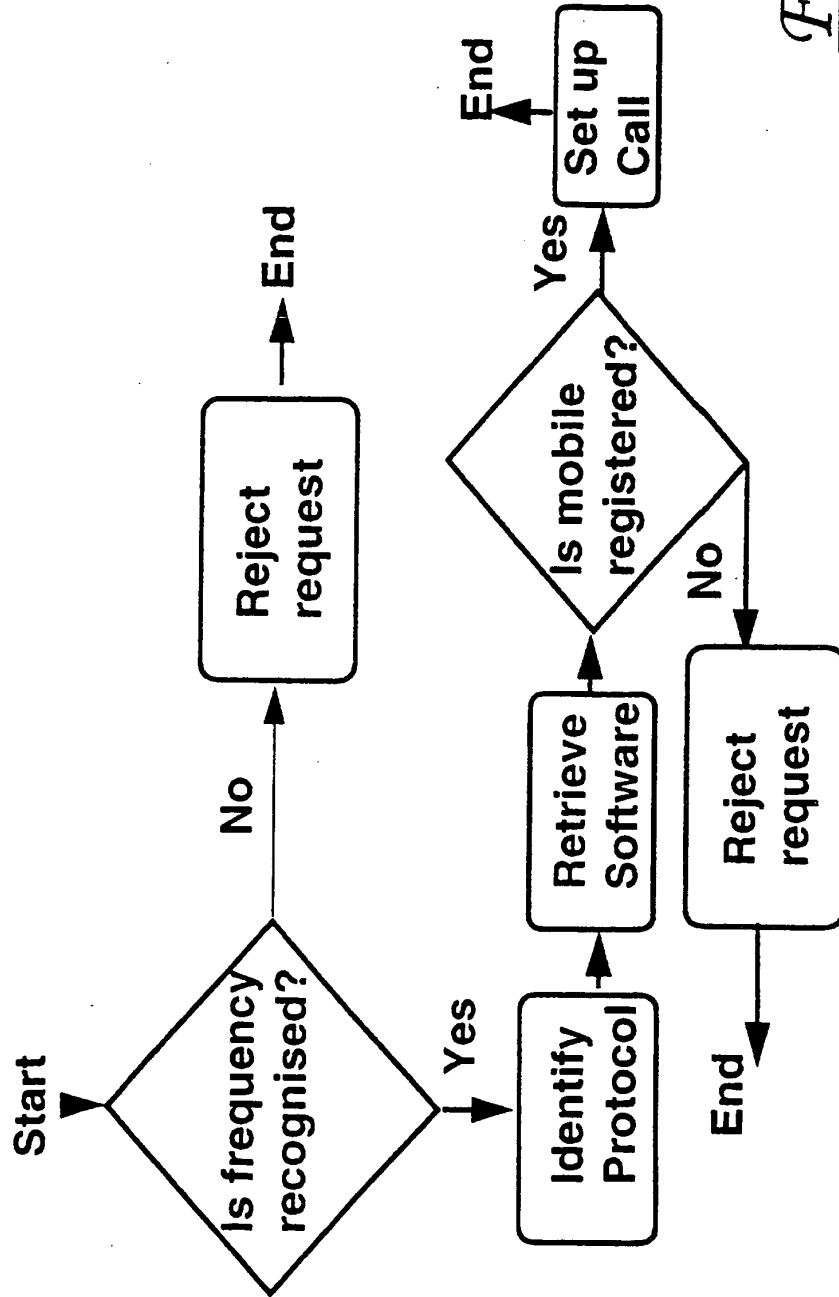 Start
Is frequency
recognised?
No
Reject
request
End
Yes
Identify
Protocol
Retrieve
Software
Is mobile
registered?
Yes
Set up
Call
End
No
Reject
request
End